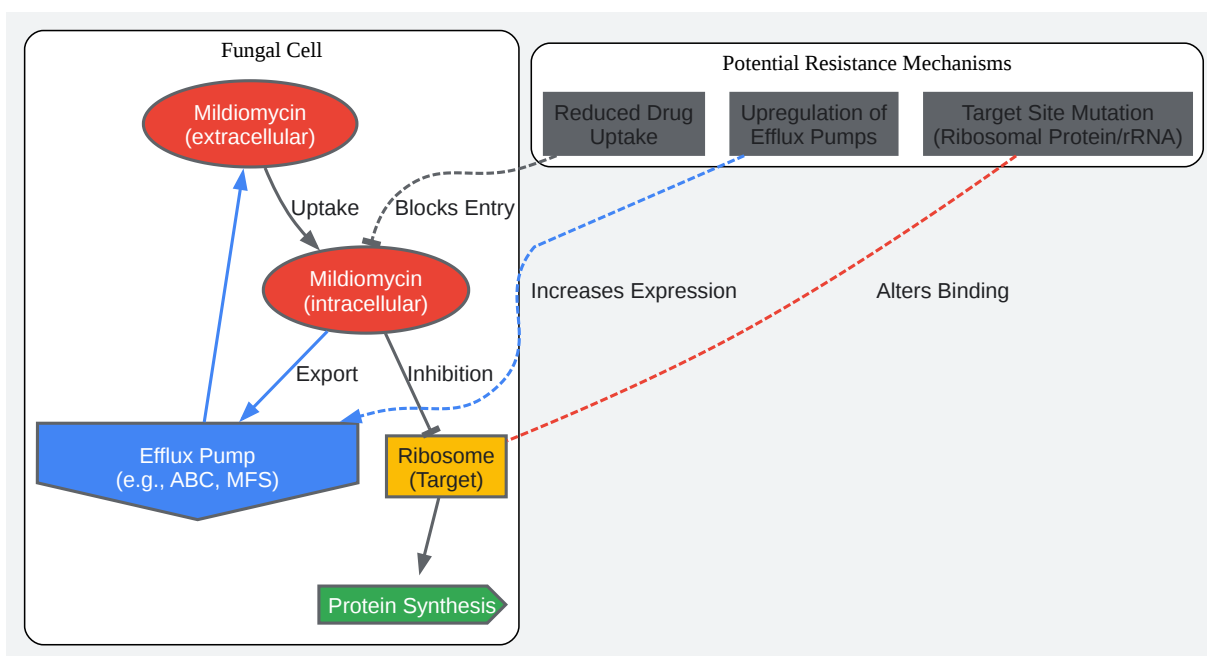 Fungal Cell
Mildiomycin
(extracellular)
Uptake
Blocks Entry
Mildiomycin
(intracellular)
Export
Inhibition
Efflux Pump
(e.g., ABC, MFS)
Ribosome
(Target)
Protein Synthesis
Potential Resistance Mechanisms
Reduced Drug
Uptake
Upregulation of
Efflux Pumps
Target Site Mutation
(Ribosomal Protein/rRNA)
Increases Expression
Alters Binding